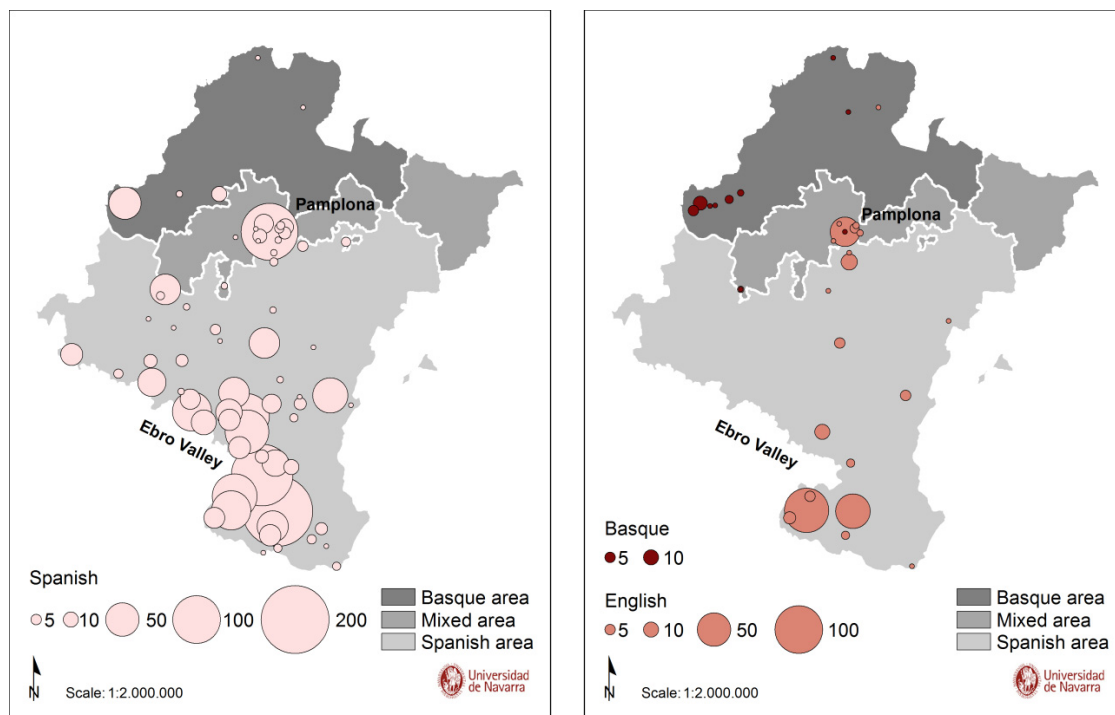 Pamplona
Ebro Valley
Spanish
5 10 50 100 200
Basque area
Mixed area
Spanish area
N
Scale: 1:2.000.000
Universidad
de Navarra
Pamplona
Ebro Valley
Basque
5 10
English
5 10 50 100
Basque area
Mixed area
Spanish area
N
Scale: 1:2.000.000
Universidad
de Navarra